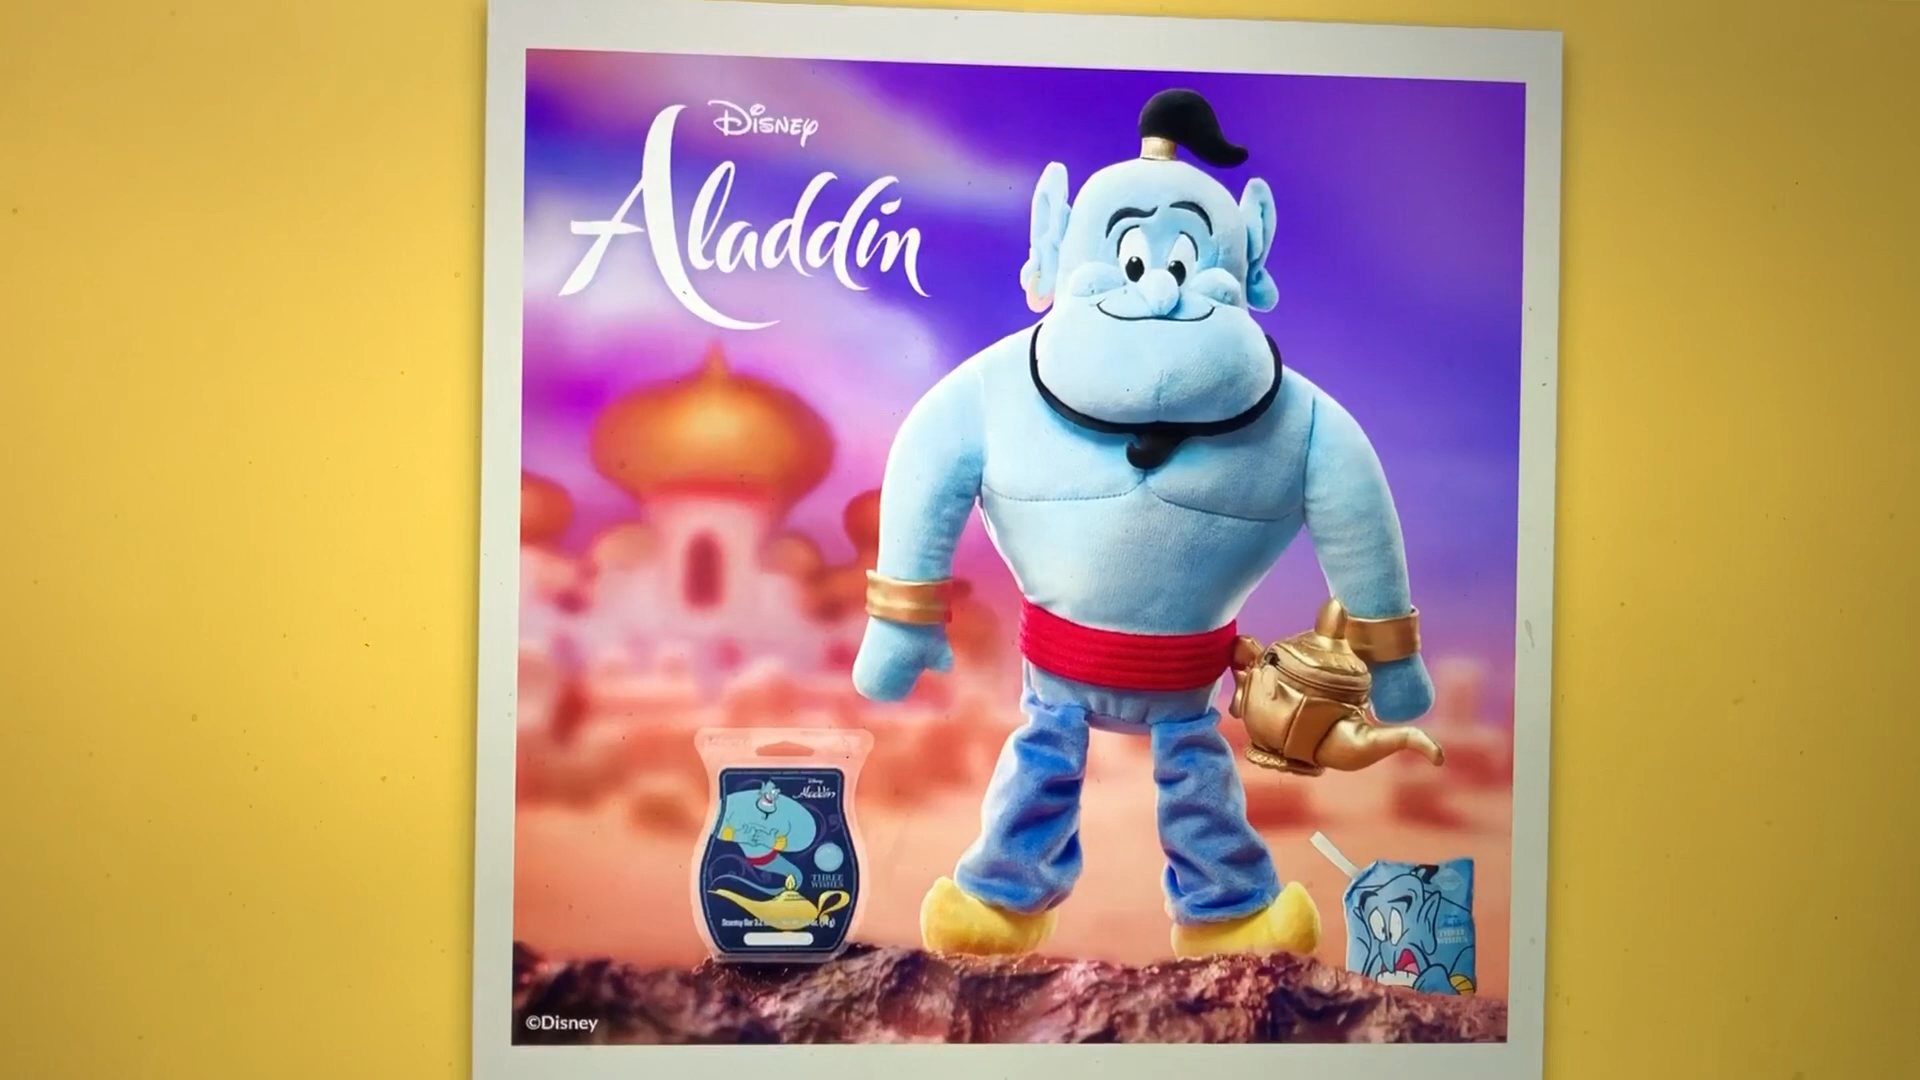 Disney
Aladdin
Disney
Aladdin
THREE
WISHES
THREE
WISHES
©Disney